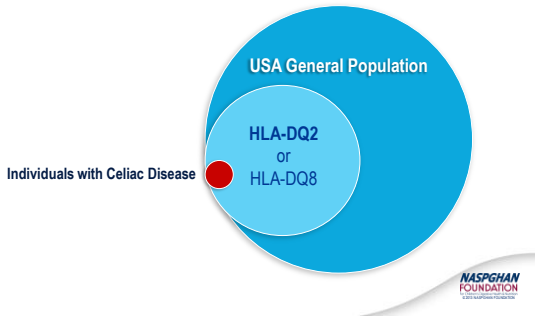 USA General Population
HLA-DQ2
or
HLA-DQ8
Individuals with Celiac Disease
NASPGHAN
FOUNDATION